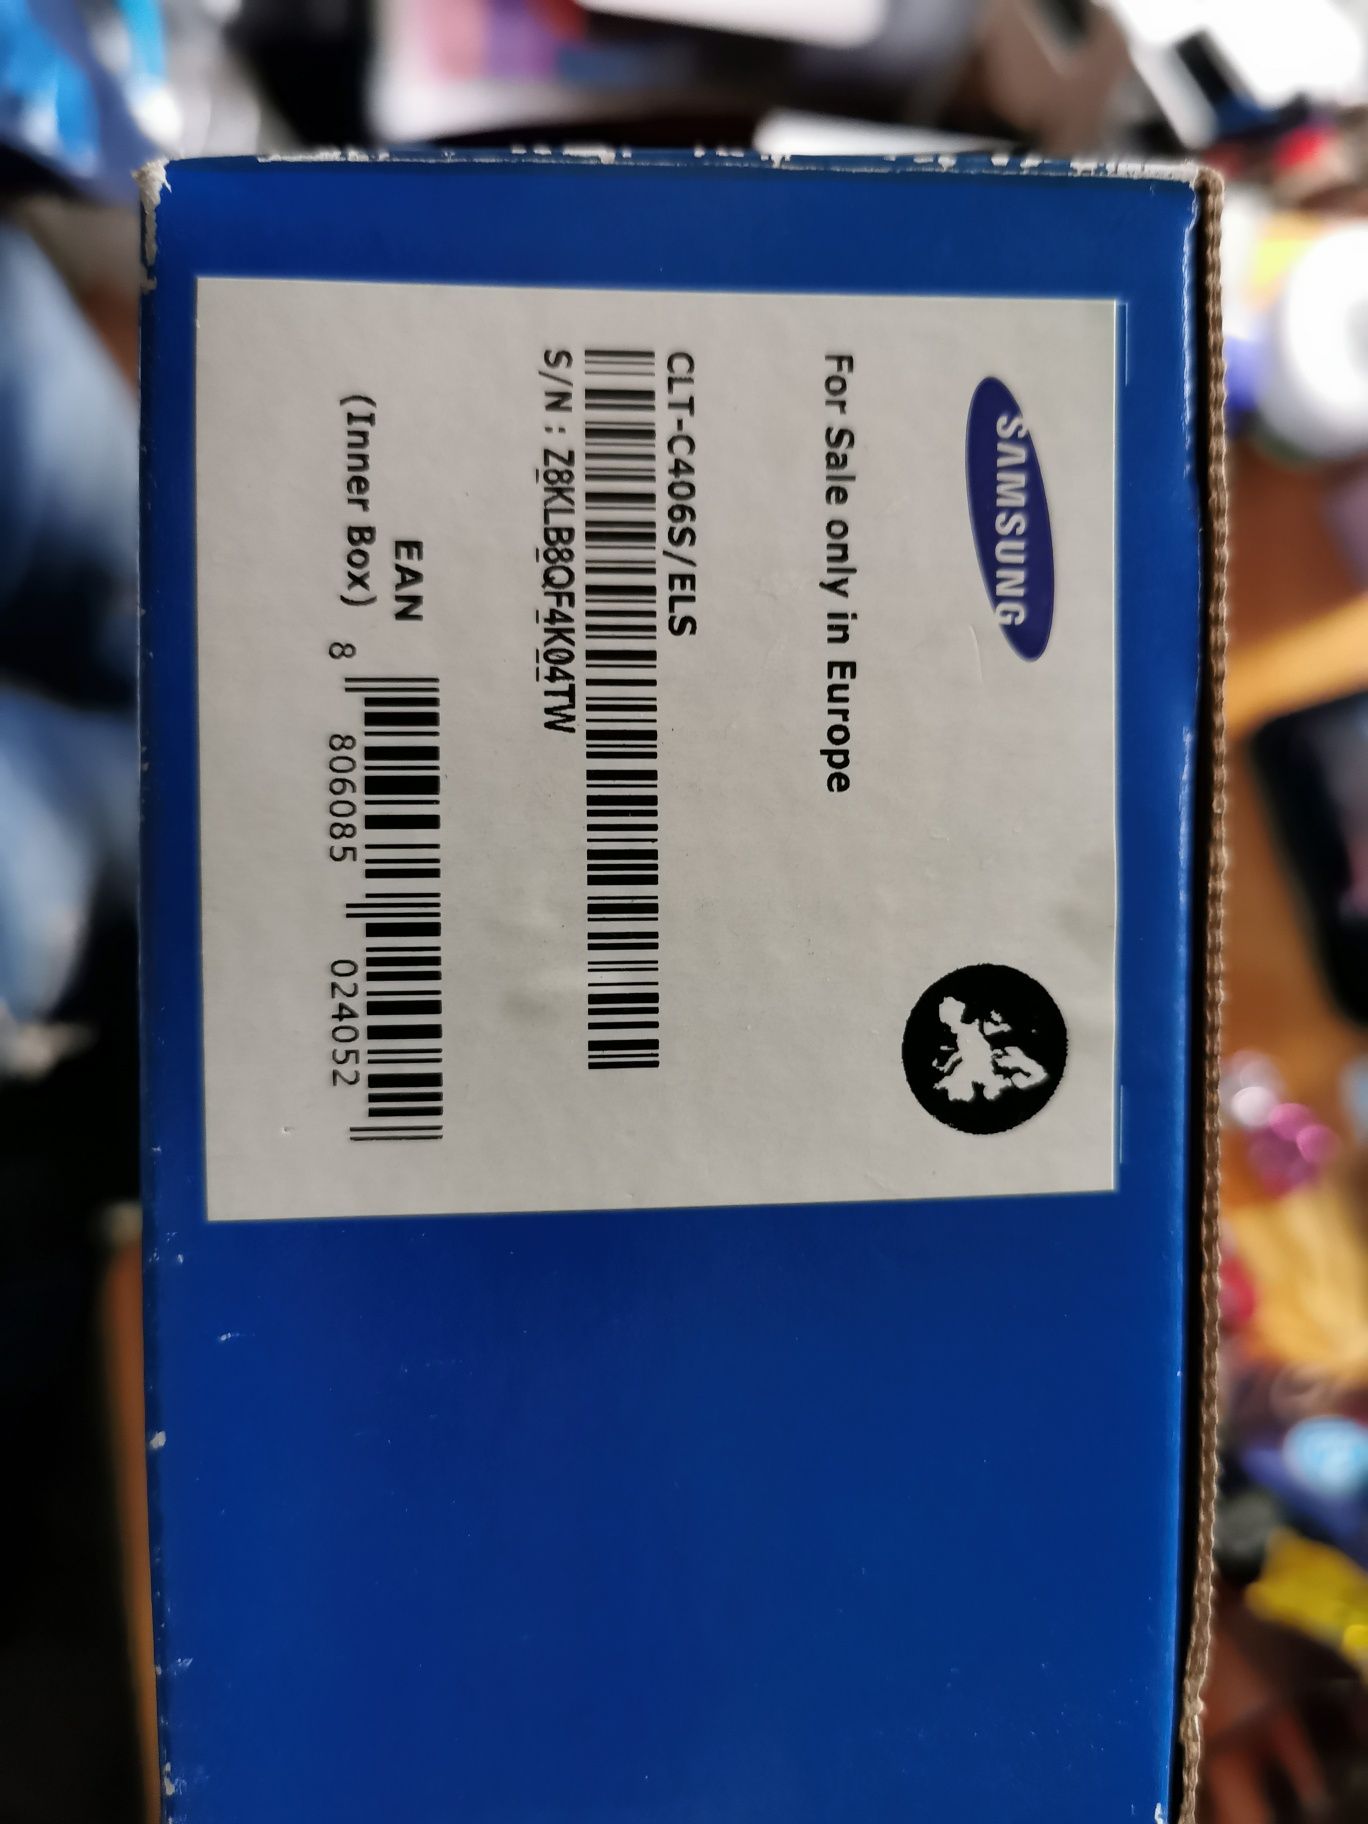 SAMSUNG
For Sale only in Europe
CLT-C406S/ELS
S/N : Z8KLB8QF4K04TW
EAN
(Inner Box)
8 806085 024052